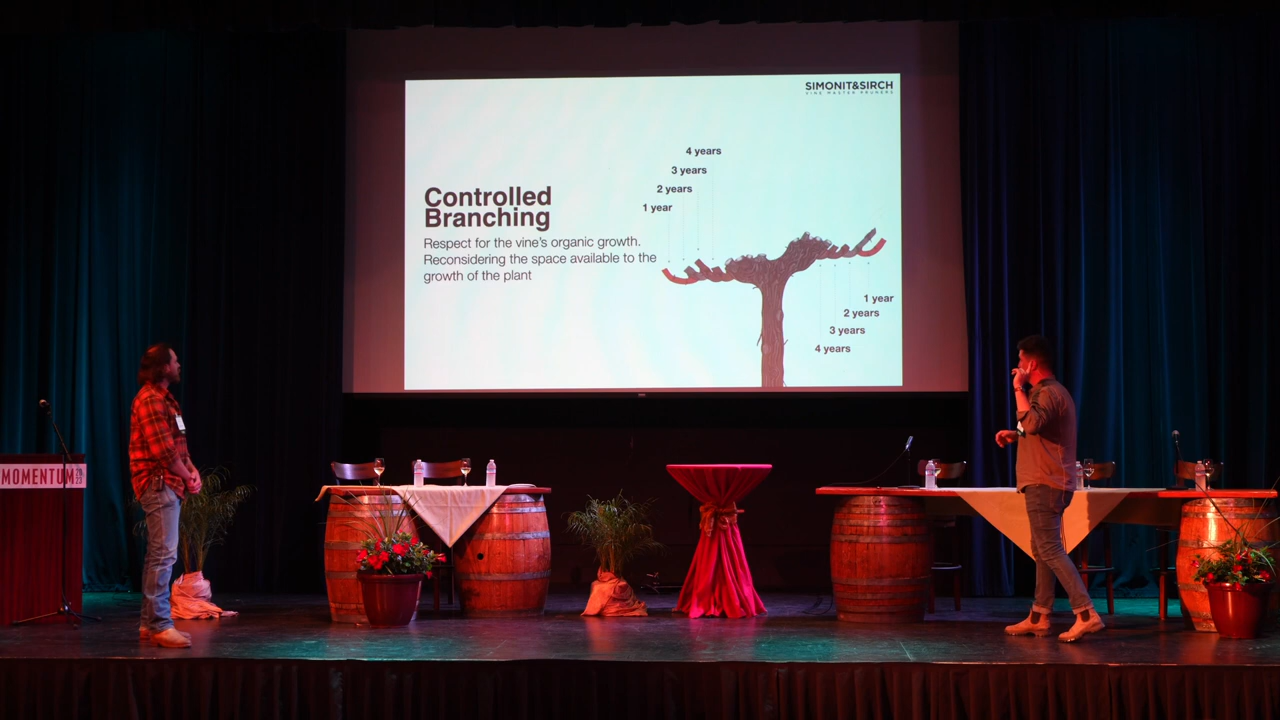 SIMONIT&SIRCH
VINE MASTER PRUNERS
4 years
3 years
2 years
1 year
Controlled
Branching
Respect for the vine's organic growth.
Reconsidering the space available to the
growth of the plant
1 year
2 years
3 years
4 years
MOMENTUM